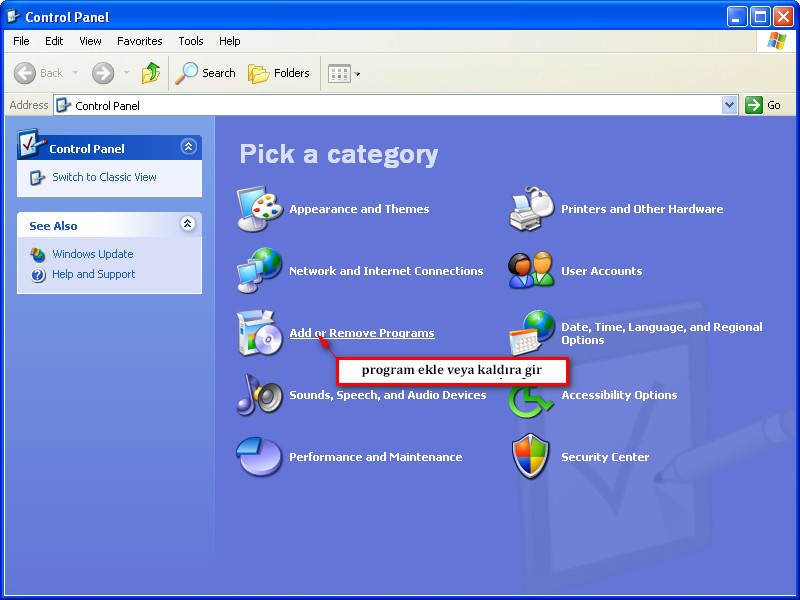 Control Panel
File Edit View Favorites Tools Help
Back Search Folders
Address Control Panel Go
Control Panel
Switch to Classic View
See Also
Windows Update
Help and Support
Pick a category
Appearance and Themes
Printers and Other Hardware
Network and Internet Connections
User Accounts
Add or Remove Programs
Date, Time, Language, and Regional
Options
program ekle veya kaldıra gir
Sounds, Speech, and Audio Devices
Accessibility Options
Performance and Maintenance
Security Center